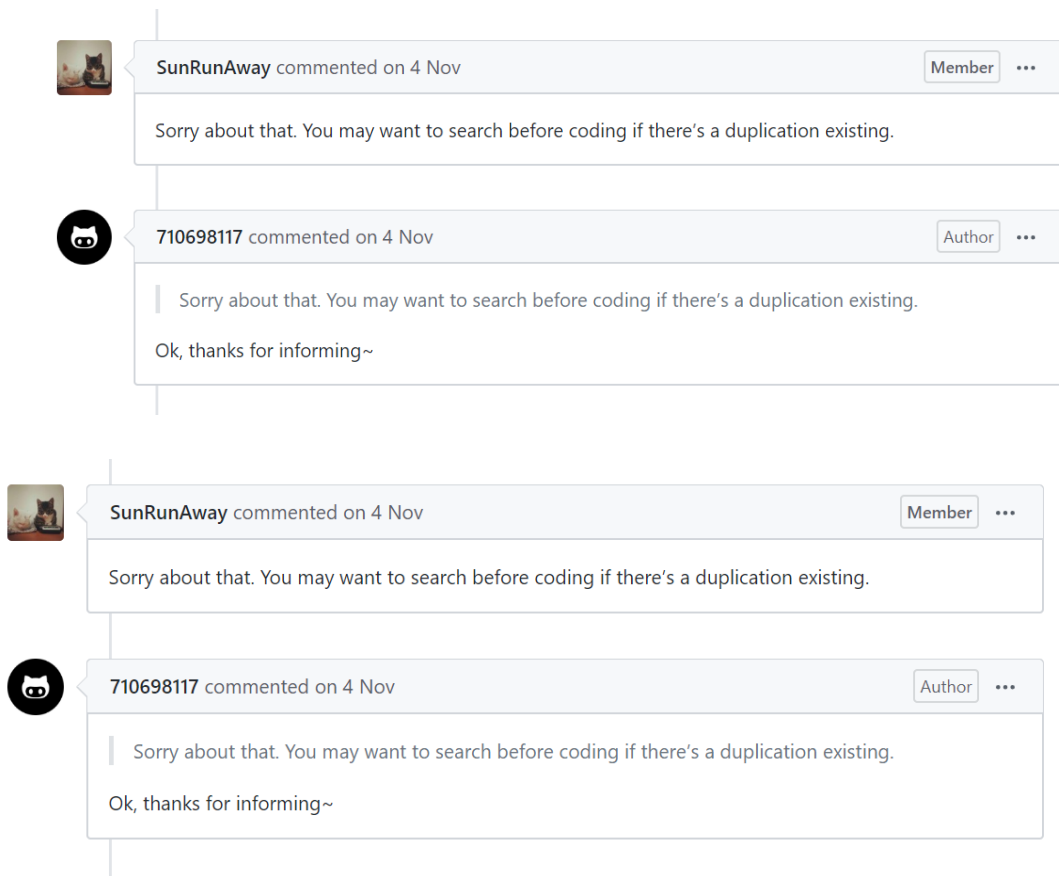 SunRunAway commented on 4 Nov Member
Sorry about that. You may want to search before coding if there's a duplication existing.
710698117 commented on 4 Nov Author
Sorry about that. You may want to search before coding if there's a duplication existing.
Ok, thanks for informing~
SunRunAway commented on 4 Nov Member
Sorry about that. You may want to search before coding if there's a duplication existing.
710698117 commented on 4 Nov Author
Sorry about that. You may want to search before coding if there's a duplication existing.
Ok, thanks for informing~